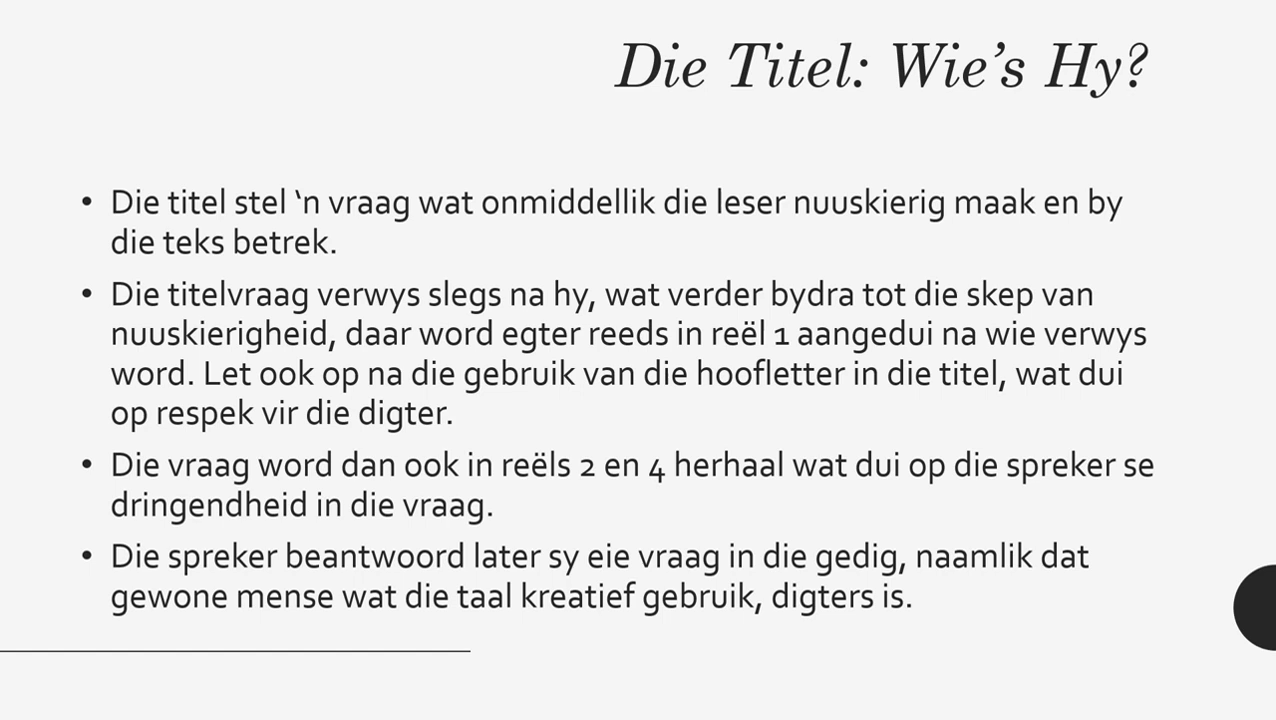 Die Titel: Wie’s Hy?
• Die titel stel ‘n vraag wat onmiddellik die leser nuuskierig maak en by
die teks betrek.
• Die titelvraag verwys slegs na hy, wat verder bydra tot die skep van
nuuskierigheid, daar word egter reeds in reël 1 aangedui na wie verwys
word. Let ook op na die gebruik van die hoofletter in die titel, wat dui
op respek vir die digter.
• Die vraag word dan ook in reëls 2 en 4 herhaal wat dui op die spreker se
dringendheid in die vraag.
• Die spreker beantwoord later sy eie vraag in die gedig, naamlik dat
gewone mense wat die taal kreatief gebruik, digters is.